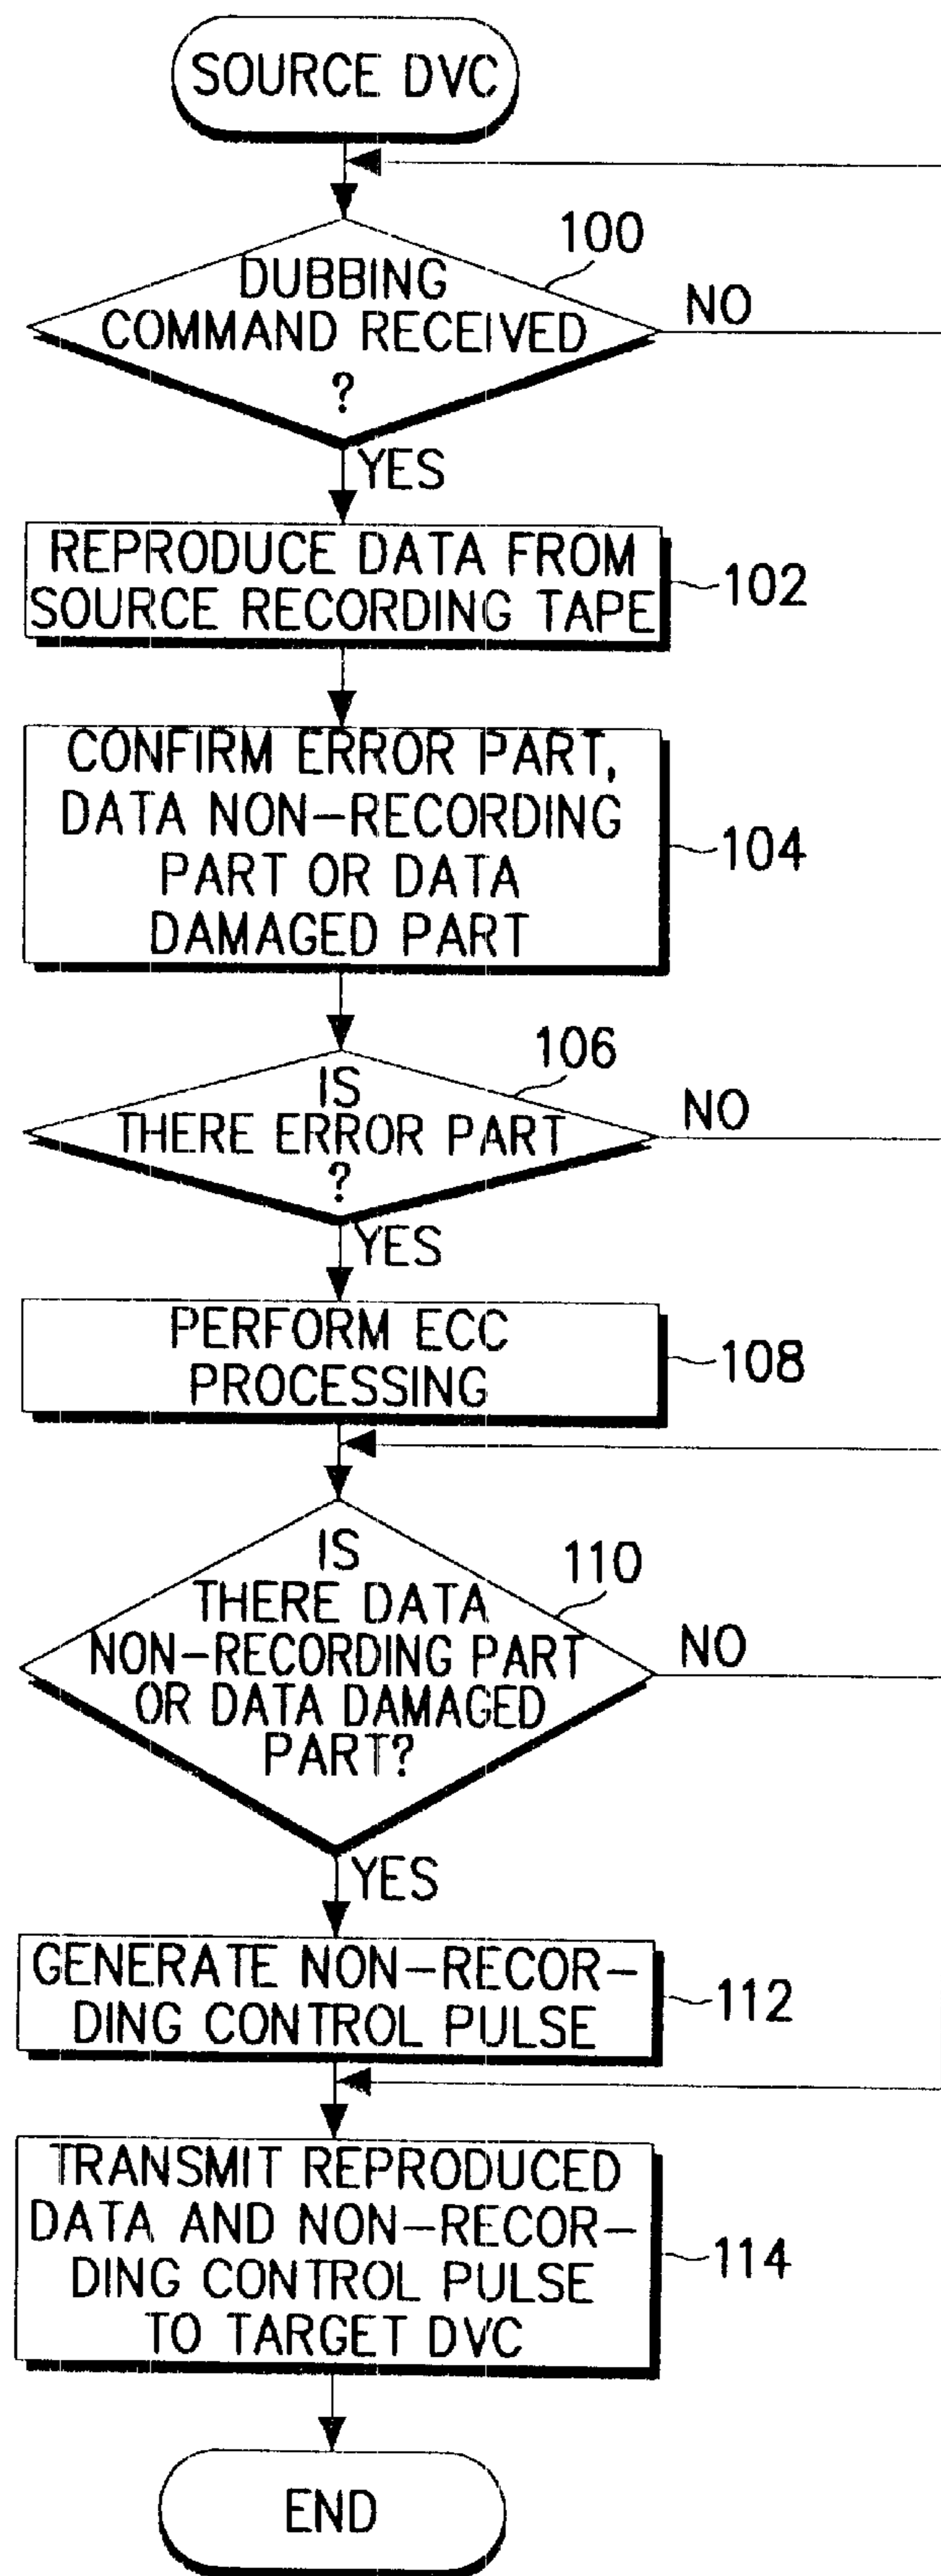 SOURCE DVC
100
DUBBING
COMMAND RECEIVED
?
NO
YES
REPRODUCE DATA FROM
SOURCE RECORDING TAPE
102
CONFIRM ERROR PART,
DATA NON-RECORDING
PART OR DATA
DAMAGED PART
104
106
IS
THERE ERROR PART
?
NO
YES
PERFORM ECC
PROCESSING
108
110
IS
THERE DATA
NON-RECORDING PART
OR DATA DAMAGED
PART?
NO
YES
GENERATE NON-RECOR-
DING CONTROL PULSE
112
TRANSMIT REPRODUCED
DATA AND NON-RECOR-
DING CONTROL PULSE
TO TARGET DVC
114
END